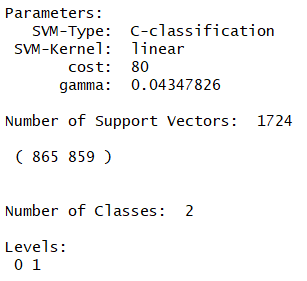 Parameters:
SVM-Type:  C-classification
SVM-Kernel:  linear
cost:  80
gamma:  0.04347826
Number of Support Vectors:  1724
( 865 859 )
Number of Classes:  2
Levels:
0 1